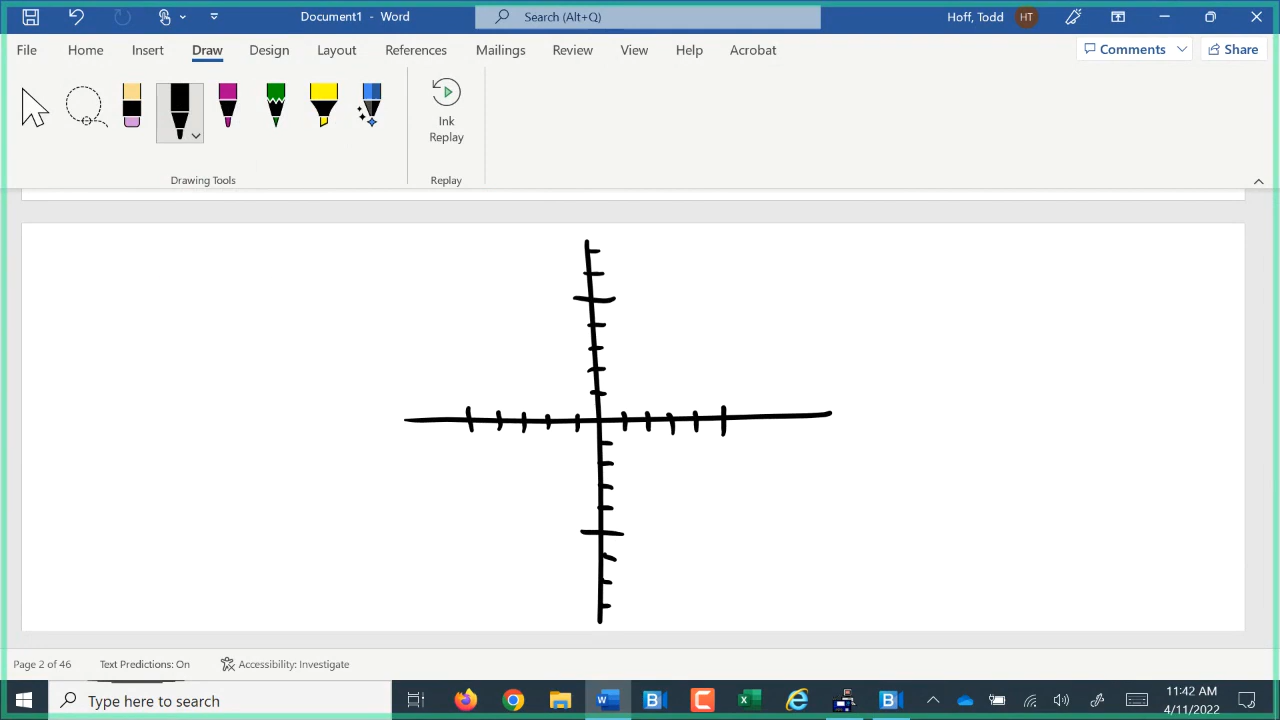 Document1 - Word
Search (Alt+Q)
Hoff, Todd
HT
File Home Insert Draw Design Layout References Mailings Review View Help Acrobat
Comments Share
Ink
Replay
Drawing Tools
Replay
Page 2 of 46 Text Predictions: On Accessibility: Investigate
Type here to search
11:42 AM
4/11/2022